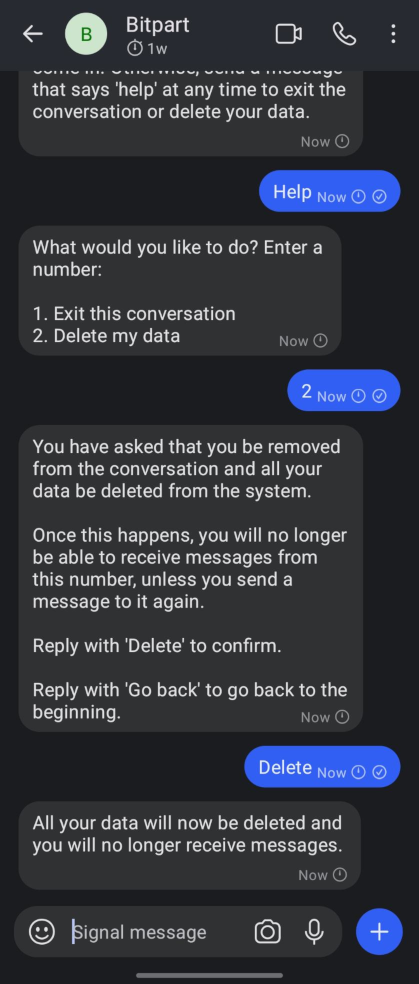 Bitpart
B
1w
come in. Otherwise, send a message
that says 'help' at any time to exit the
conversation or delete your data.
Now
Help Now
What would you like to do? Enter a
number:
1. Exit this conversation
2. Delete my data
Now
2 Now
You have asked that you be removed
from the conversation and all your
data be deleted from the system.
Once this happens, you will no longer
be able to receive messages from
this number, unless you send a
message to it again.
Reply with 'Delete' to confirm.
Reply with 'Go back' to go back to the
beginning.
Now
Delete Now
All your data will now be deleted and
you will no longer receive messages.
Now
Signal message